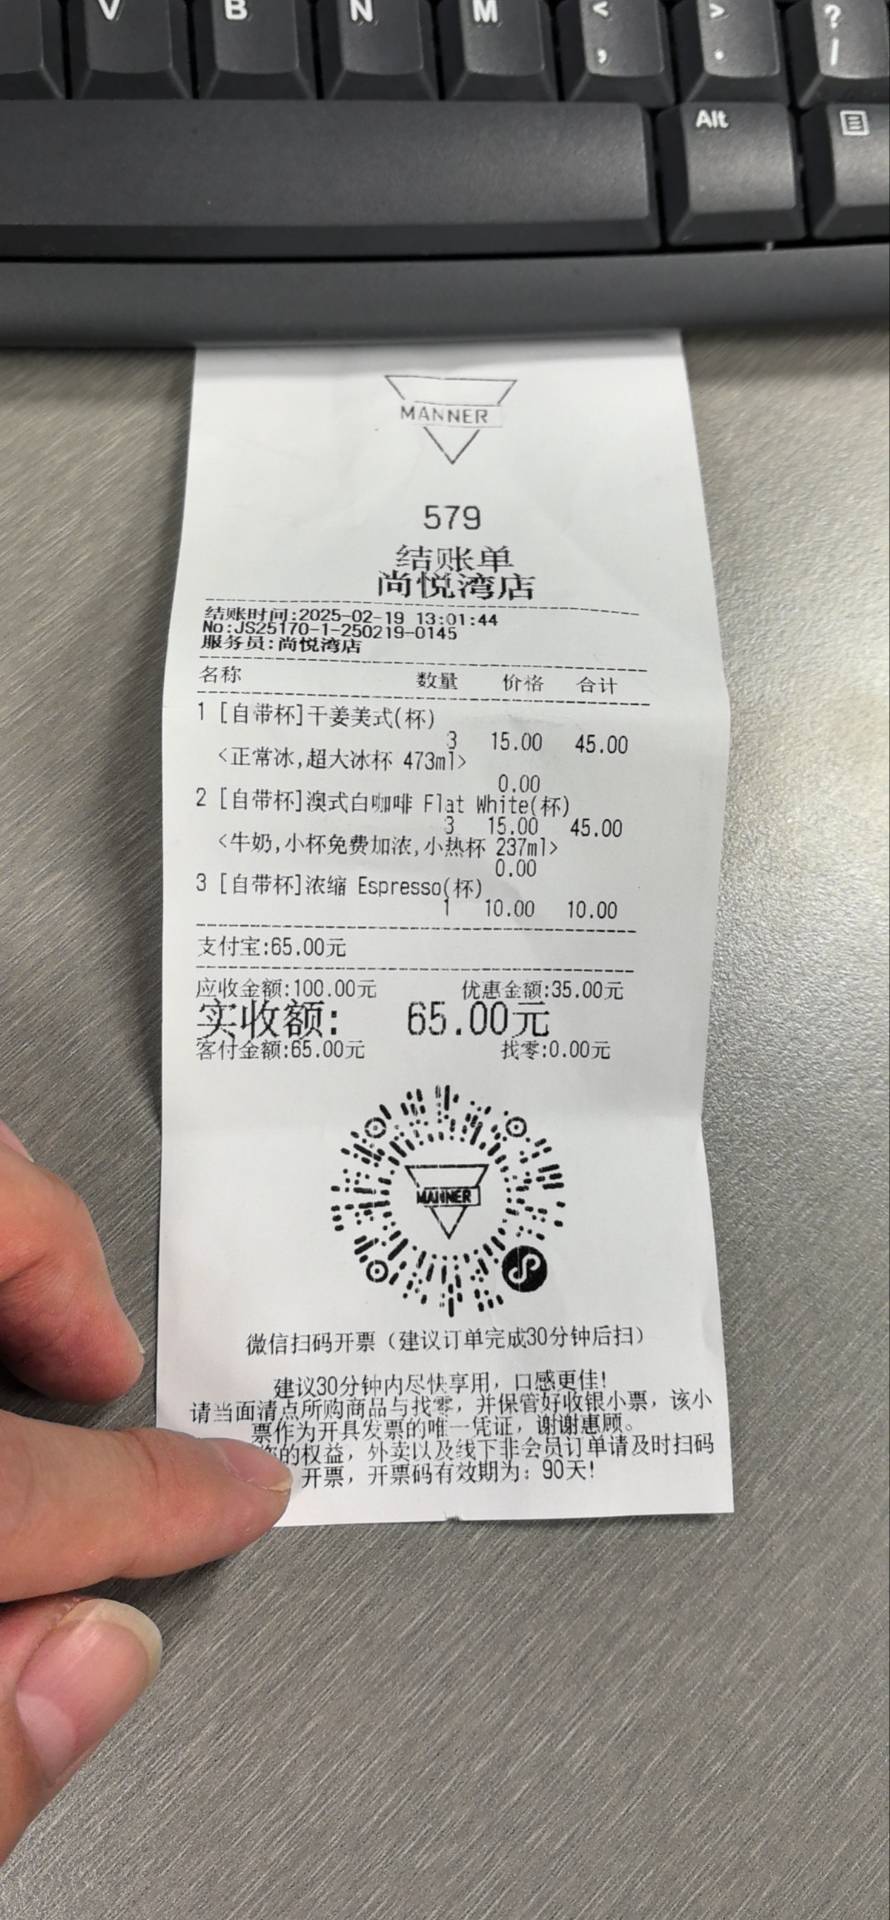 V B N M < , > . ? /
Alt
MANNER
579
结账单
尚悦湾店
结账时间:2025-02-19 13:01:44
No:JS25170-1-250219-0145
服务员:尚悦湾店
名称 数量 价格 合计
1 [自带杯]干姜美式(杯)
3 15.00 45.00
<正常冰,超大冰杯 473ml>
0.00
2 [自带杯]澳式白咖啡 Flat White(杯)
3 15.00 45.00
<牛奶,小杯免费加浓,小热杯 237ml>
0.00
3 [自带杯]浓缩 Espresso(杯)
1 10.00 10.00
支付宝:65.00元
应收金额:100.00元 优惠金额:35.00元
实收额: 65.00元
客付金额:65.00元 找零:0.00元
MANNER
微信扫码开票（建议订单完成30分钟后扫）
建议30分钟内尽快享用，口感更佳!
请当面清点所购商品与找零，并保管好收银小票，该小
票作为开具发票的唯一凭证，谢谢惠顾。
的权益，外卖以及线下非会员订单请及时扫码
开票，开票码有效期为：90天!